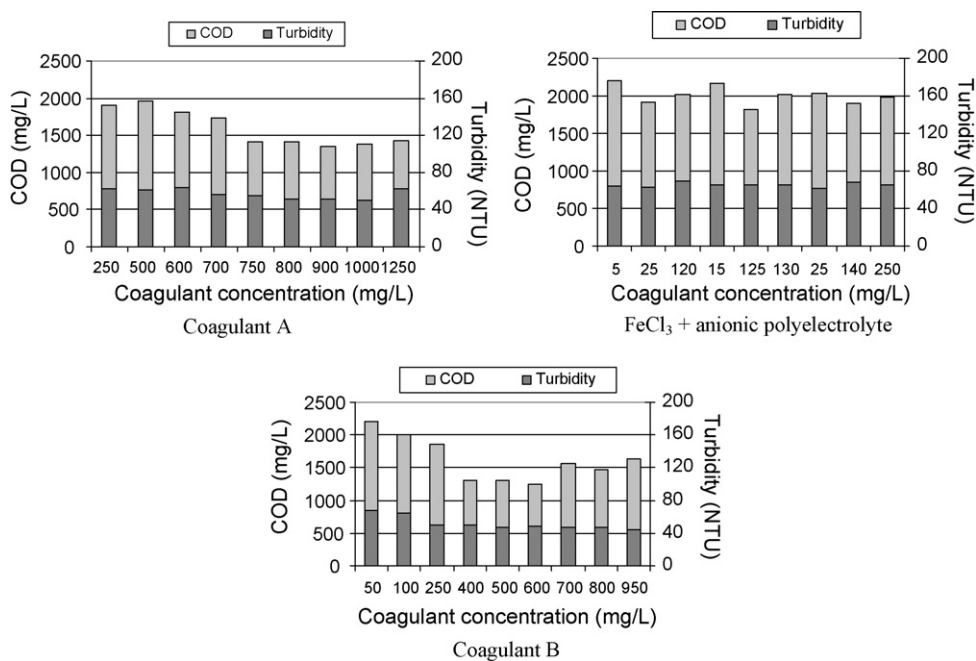 COD Turbidity
2500
2000
1500
1000
500
0
COD (mg/L)
200
160
120
80
40
0
Turbidity (NTU)
250 500 600 700 750 800 900 1000 1250
Coagulant concentration (mg/L)
Coagulant A
COD Turbidity
2500
2000
1500
1000
500
0
COD (mg/L)
200
160
120
80
40
0
Turbidity (NTU)
5 25 120 15 125 130 25 140 250
Coagulant concentration (mg/L)
FeCl₃ + anionic polyelectrolyte
COD Turbidity
2500
2000
1500
1000
500
0
COD (mg/L)
200
160
120
80
40
0
Turbidity (NTU)
50 100 250 400 500 600 700 800 950
Coagulant concentration (mg/L)
Coagulant B